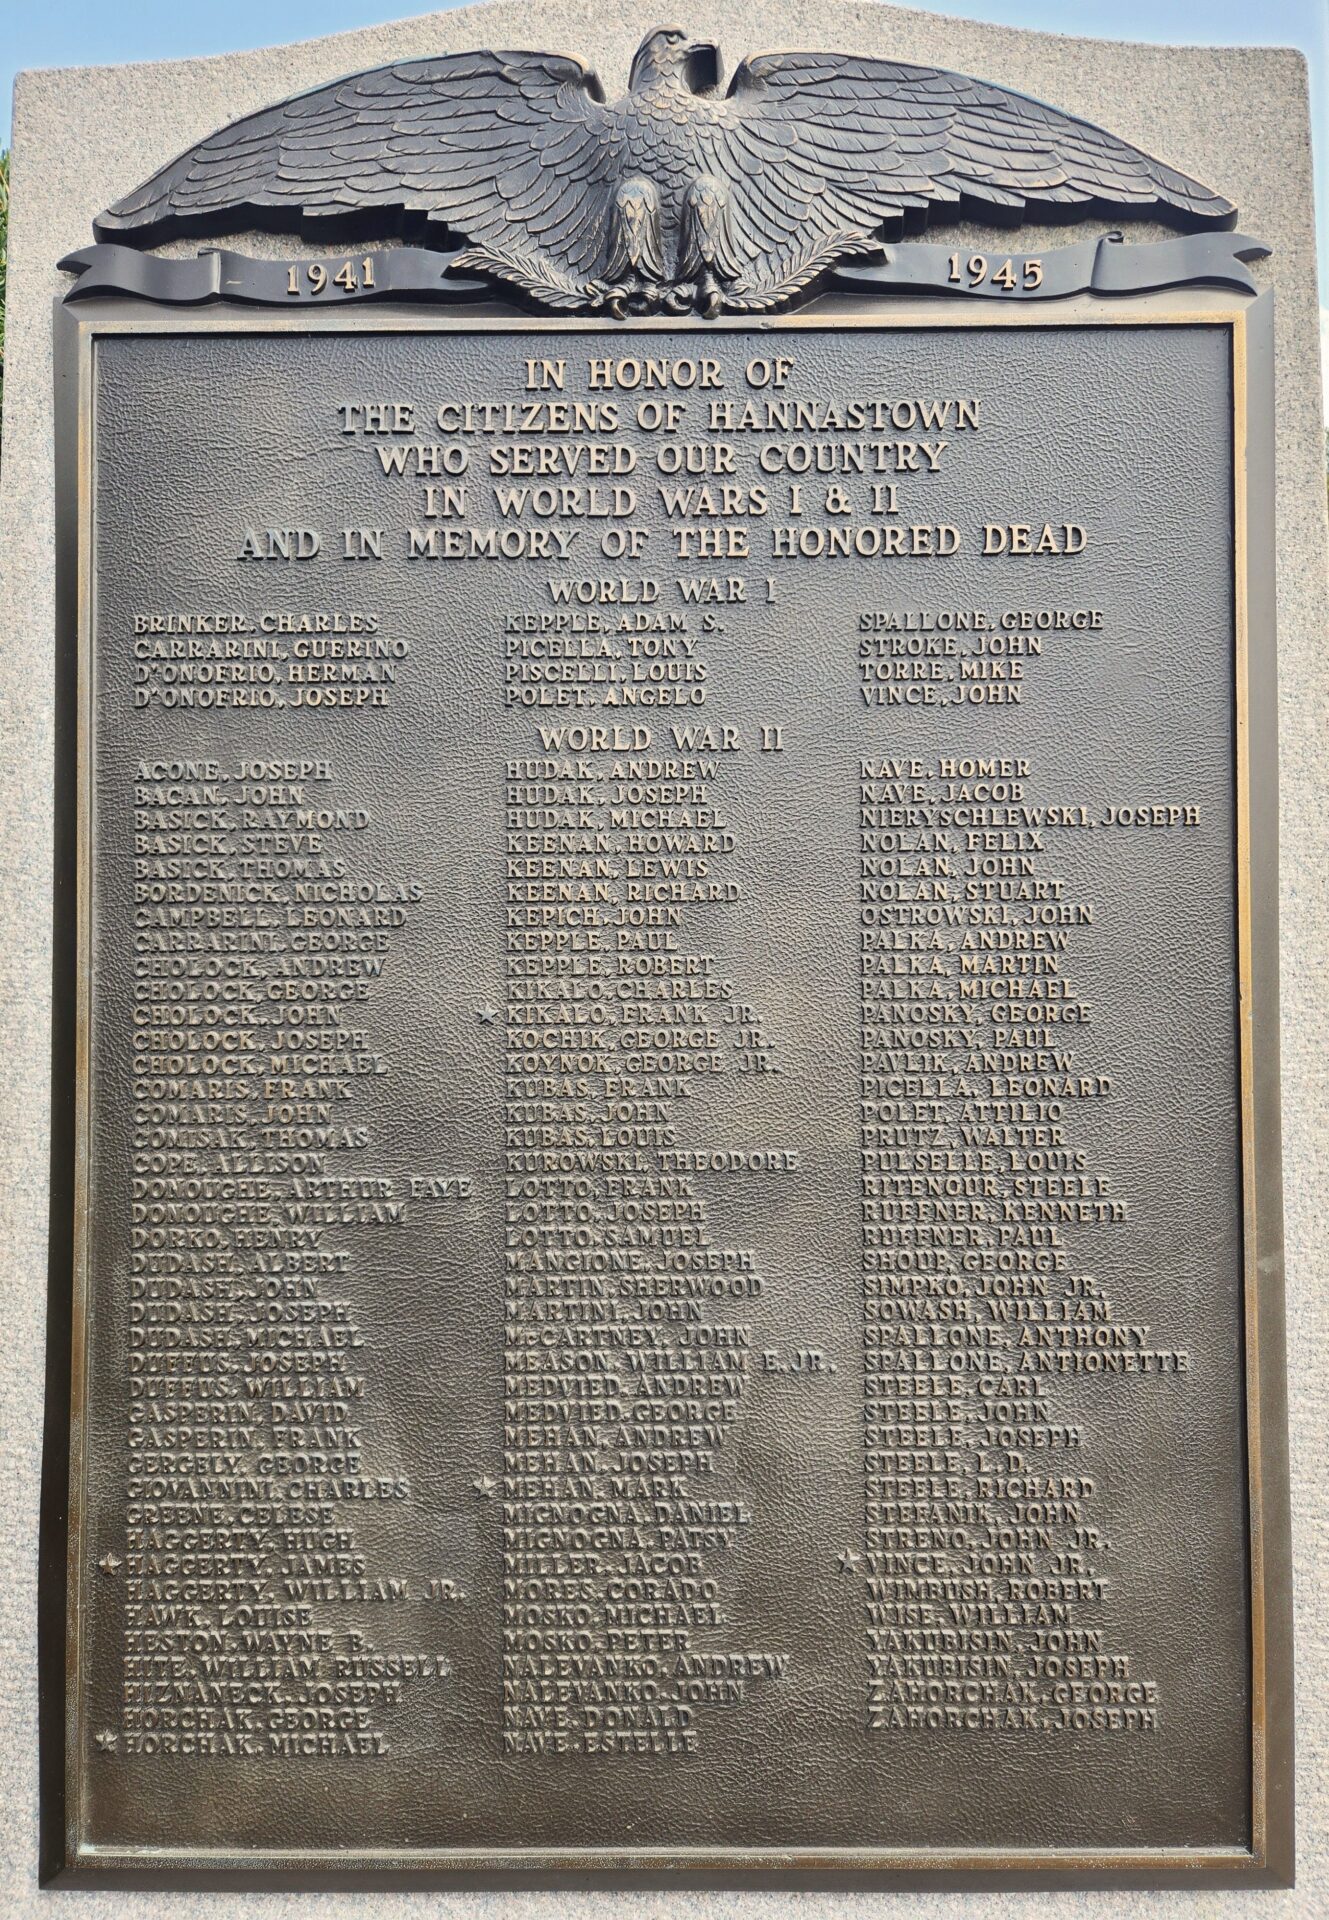 1941
1945
IN HONOR OF
THE CITIZENS OF HANNASTOWN
WHO SERVED OUR COUNTRY
IN WORLD WARS I & II
AND IN MEMORY OF THE HONORED DEAD
WORLD WAR I
BRINKER, CHARLES
CARRARINI, GUERINO
D'ONOFRIO, HERMAN
D'ONOFRIO, JOSEPH
KEPPLE, ADAM S.
PICELLA, TONY
PISCELLI, LOUIS
POLET, ANGELO
SPALLONE, GEORGE
STROKE, JOHN
TORRE, MIKE
VINCE, JOHN
WORLD WAR II
ACONE, JOSEPH
BACAN, JOHN
BASICK, RAYMOND
BASICK, STEVE
BASICK, THOMAS
BORDENICK, NICHOLAS
CAMPBELL, LEONARD
CARRARINI, GEORGE
CHOLOCK, ANDREW
CHOLOCK, GEORGE
CHOLOCK, JOHN
CHOLOCK, JOSEPH
CHOLOCK, MICHAEL
COMARIS, FRANK
COMARIS, JOHN
COMISAK, THOMAS
COPE, ALLISON
DONOUGHE, ARTHUR FAYE
DONOUGHE, WILLIAM
DORKO, HENRY
DUDASH, ALBERT
DUDASH, JOHN
DUDASH, JOSEPH
DUDASH, MICHAEL
DUFFUS, JOSEPH
DUFFUS, WILLIAM
GASPERIN, DAVID
GASPERIN, FRANK
GERGELY, GEORGE
GIOVANNINI, CHARLES
GREENE, CELESE
HAGGERTY, HUGH
HAGGERTY, JAMES
HAGGERTY, WILLIAM JR.
HAWK, LOUISE
HESTON, WAYNE B.
HITE, WILLIAM RUSSELL
HIZNANECK, JOSEPH
HORCHAK, GEORGE
HORCHAK, MICHAEL
HUDAK, ANDREW
HUDAK, JOSEPH
HUDAK, MICHAEL
KEENAN, HOWARD
KEENAN, LEWIS
KEENAN, RICHARD
KEPICH, JOHN
KEPPLE, PAUL
KEPPLE, ROBERT
KIKALO, CHARLES
KIKALO, FRANK JR.
KOCHIK, GEORGE JR.
KOYNOK, GEORGE JR.
KUBAS, FRANK
KUBAS, JOHN
KUBAS, LOUIS
KUROWSKI, THEODORE
LOTTO, FRANK
LOTTO, JOSEPH
LOTTO, SAMUEL
MANGIONE, JOSEPH
MARTIN, SHERWOOD
MARTINI, JOHN
McCARTNEY, JOHN
MEASON, WILLIAM E. JR.
MEDVIED, ANDREW
MEDVIED, GEORGE
MEHAN, ANDREW
MEHAN, JOSEPH
MEHAN, MARK
MIGNOGNA, DANIEL
MIGNOGNA, PATSY
MILLER, JACOB
MORES, CORADO
MOSKO, MICHAEL
MOSKO, PETER
NALEVANKO, ANDREW
NALEVANKO, JOHN
NAVE, DONALD
NAVE, ESTELLE
NAVE, HOMER
NAVE, JACOB
NIERYSCHLEWSKI, JOSEPH
NOLAN, FELIX
NOLAN, JOHN
NOLAN, STUART
OSTROWSKI, JOHN
PALKA, ANDREW
PALKA, MARTIN
PALKA, MICHAEL
PANOSKY, GEORGE
PANOSKY, PAUL
PAVLIK, ANDREW
PICELLA, LEONARD
POLET, ATTILIO
PRUTZ, WALTER
PULSELLE, LOUIS
RITENOUR, STEELE
RUFFNER, KENNETH
RUFFNER, PAUL
SHOUP, GEORGE
SIMPKO, JOHN JR.
SOWASH, WILLIAM
SPALLONE, ANTHONY
SPALLONE, ANTIONETTE
STEELE, CARL
STEELE, JOHN
STEELE, JOSEPH
STEELE, L.D.
STEELE, RICHARD
STEFANIK, JOHN
STRENO, JOHN JR.
VINCE, JOHN JR.
WIMBUSH, ROBERT
WISE, WILLIAM
YAKUBISIN, JOHN
YAKUBISIN, JOSEPH
ZAHORCHAK, GEORGE
ZAHORCHAK, JOSEPH